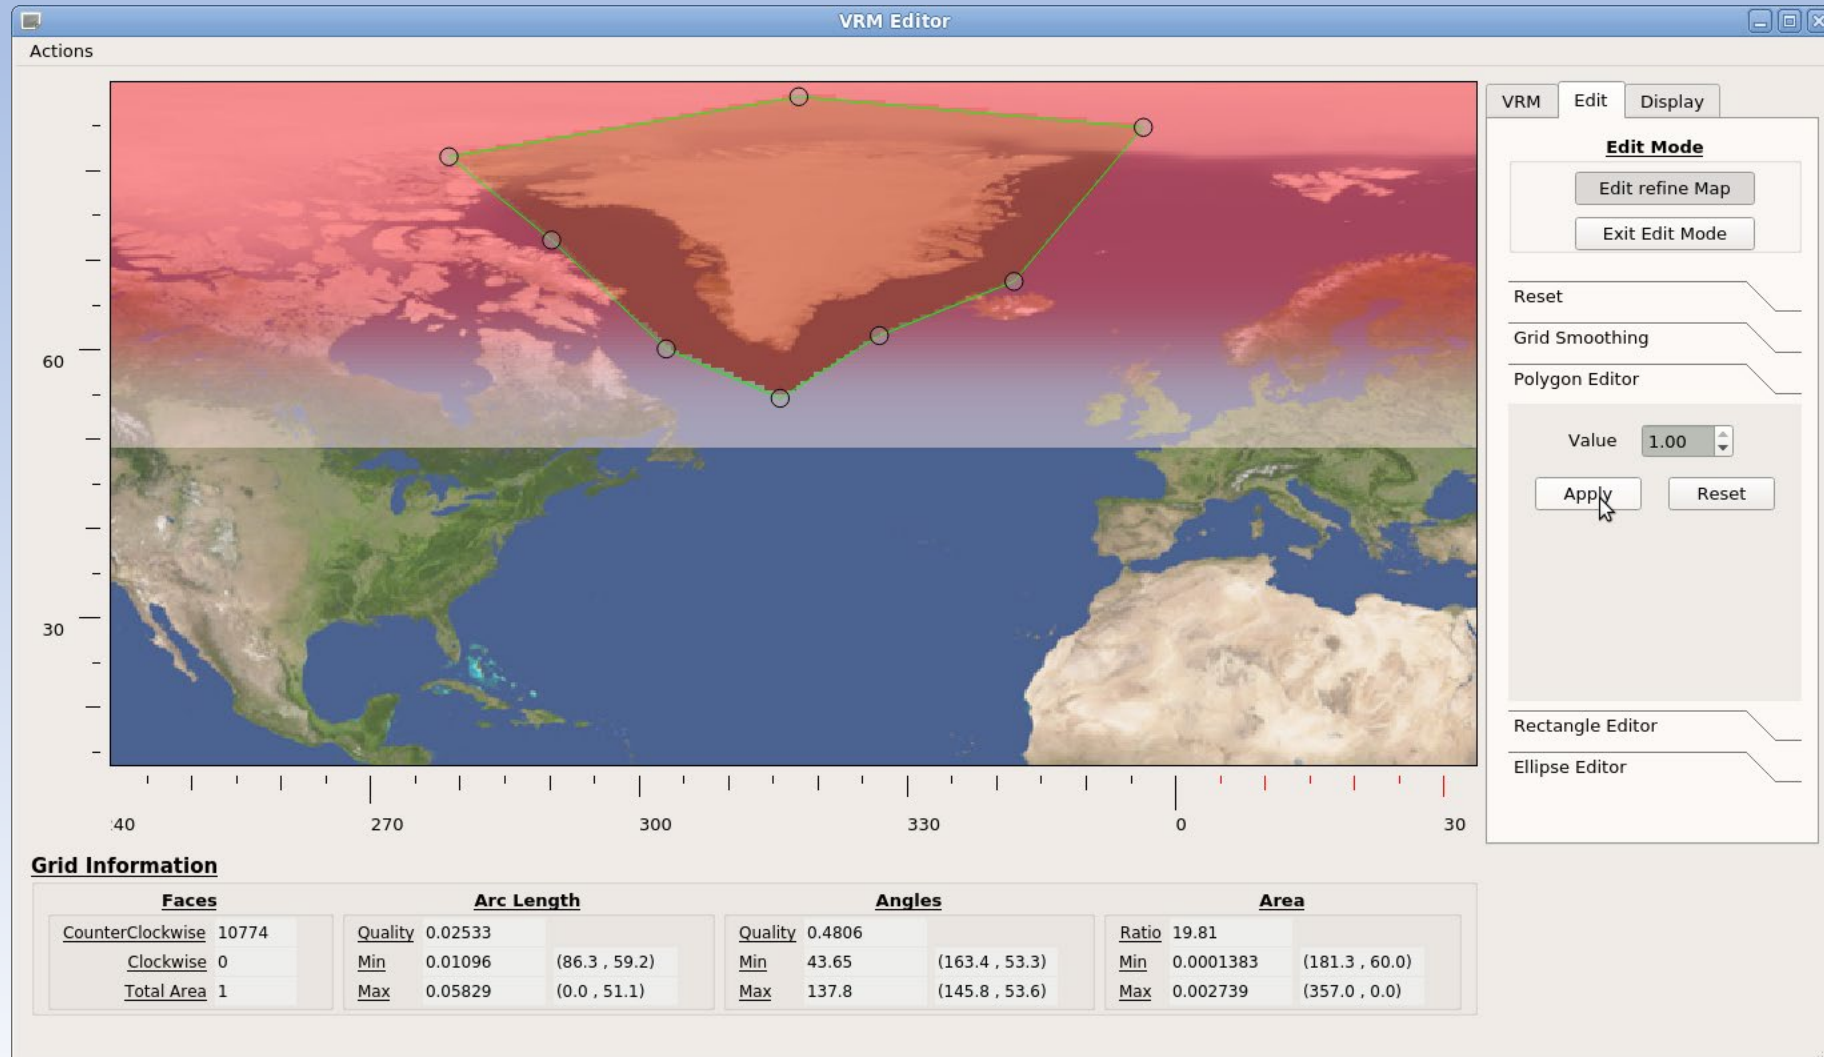 VRM Editor
Actions
VRM Edit Display
Edit Mode
Edit refine Map
Exit Edit Mode
Reset
Grid Smoothing
Polygon Editor
Value 1.00
Apply Reset
Rectangle Editor
Ellipse Editor
60
30
:40 270 300 330 0 30
Grid Information
Faces Arc Length Angles Area
CounterClockwise 10774 Quality 0.02533 Quality 0.4806 Ratio 19.81
Clockwise 0 Min 0.01096 (86.3 , 59.2) Min 43.65 (163.4 , 53.3) Min 0.0001383 (181.3 , 60.0)
Total Area 1 Max 0.05829 (0.0 , 51.1) Max 137.8 (145.8 , 53.6) Max 0.002739 (357.0 , 0.0)